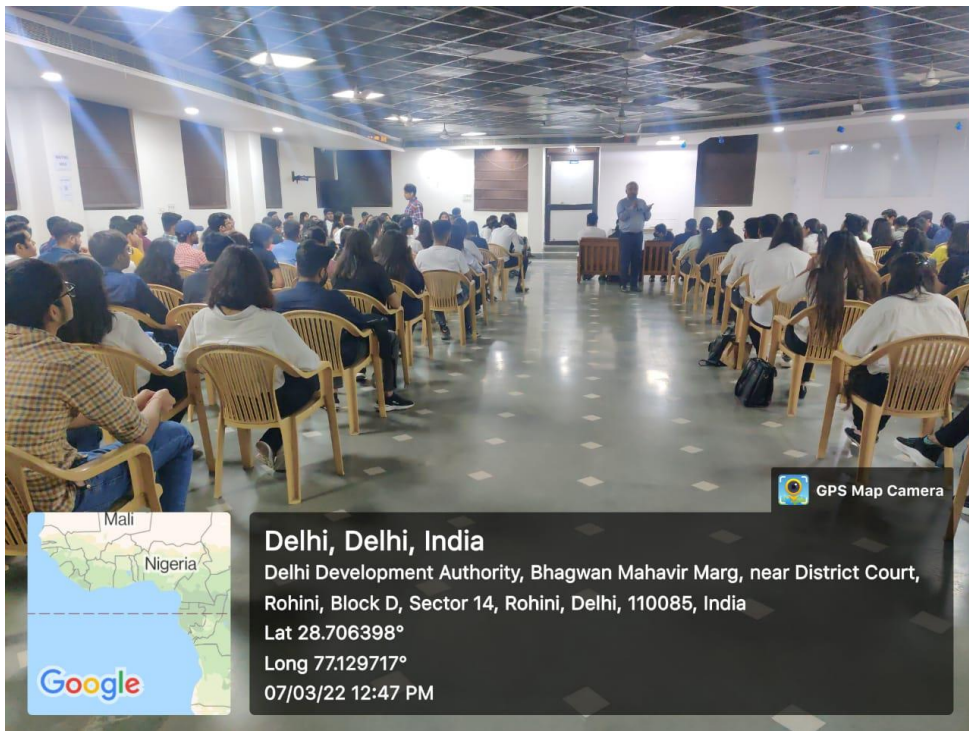 GPS Map Camera
Mali
Nigeria
Google
Delhi, Delhi, India
Delhi Development Authority, Bhagwan Mahavir Marg, near District Court,
Rohini, Block D, Sector 14, Rohini, Delhi, 110085, India
Lat 28.706398°
Long 77.129717°
07/03/22 12:47 PM